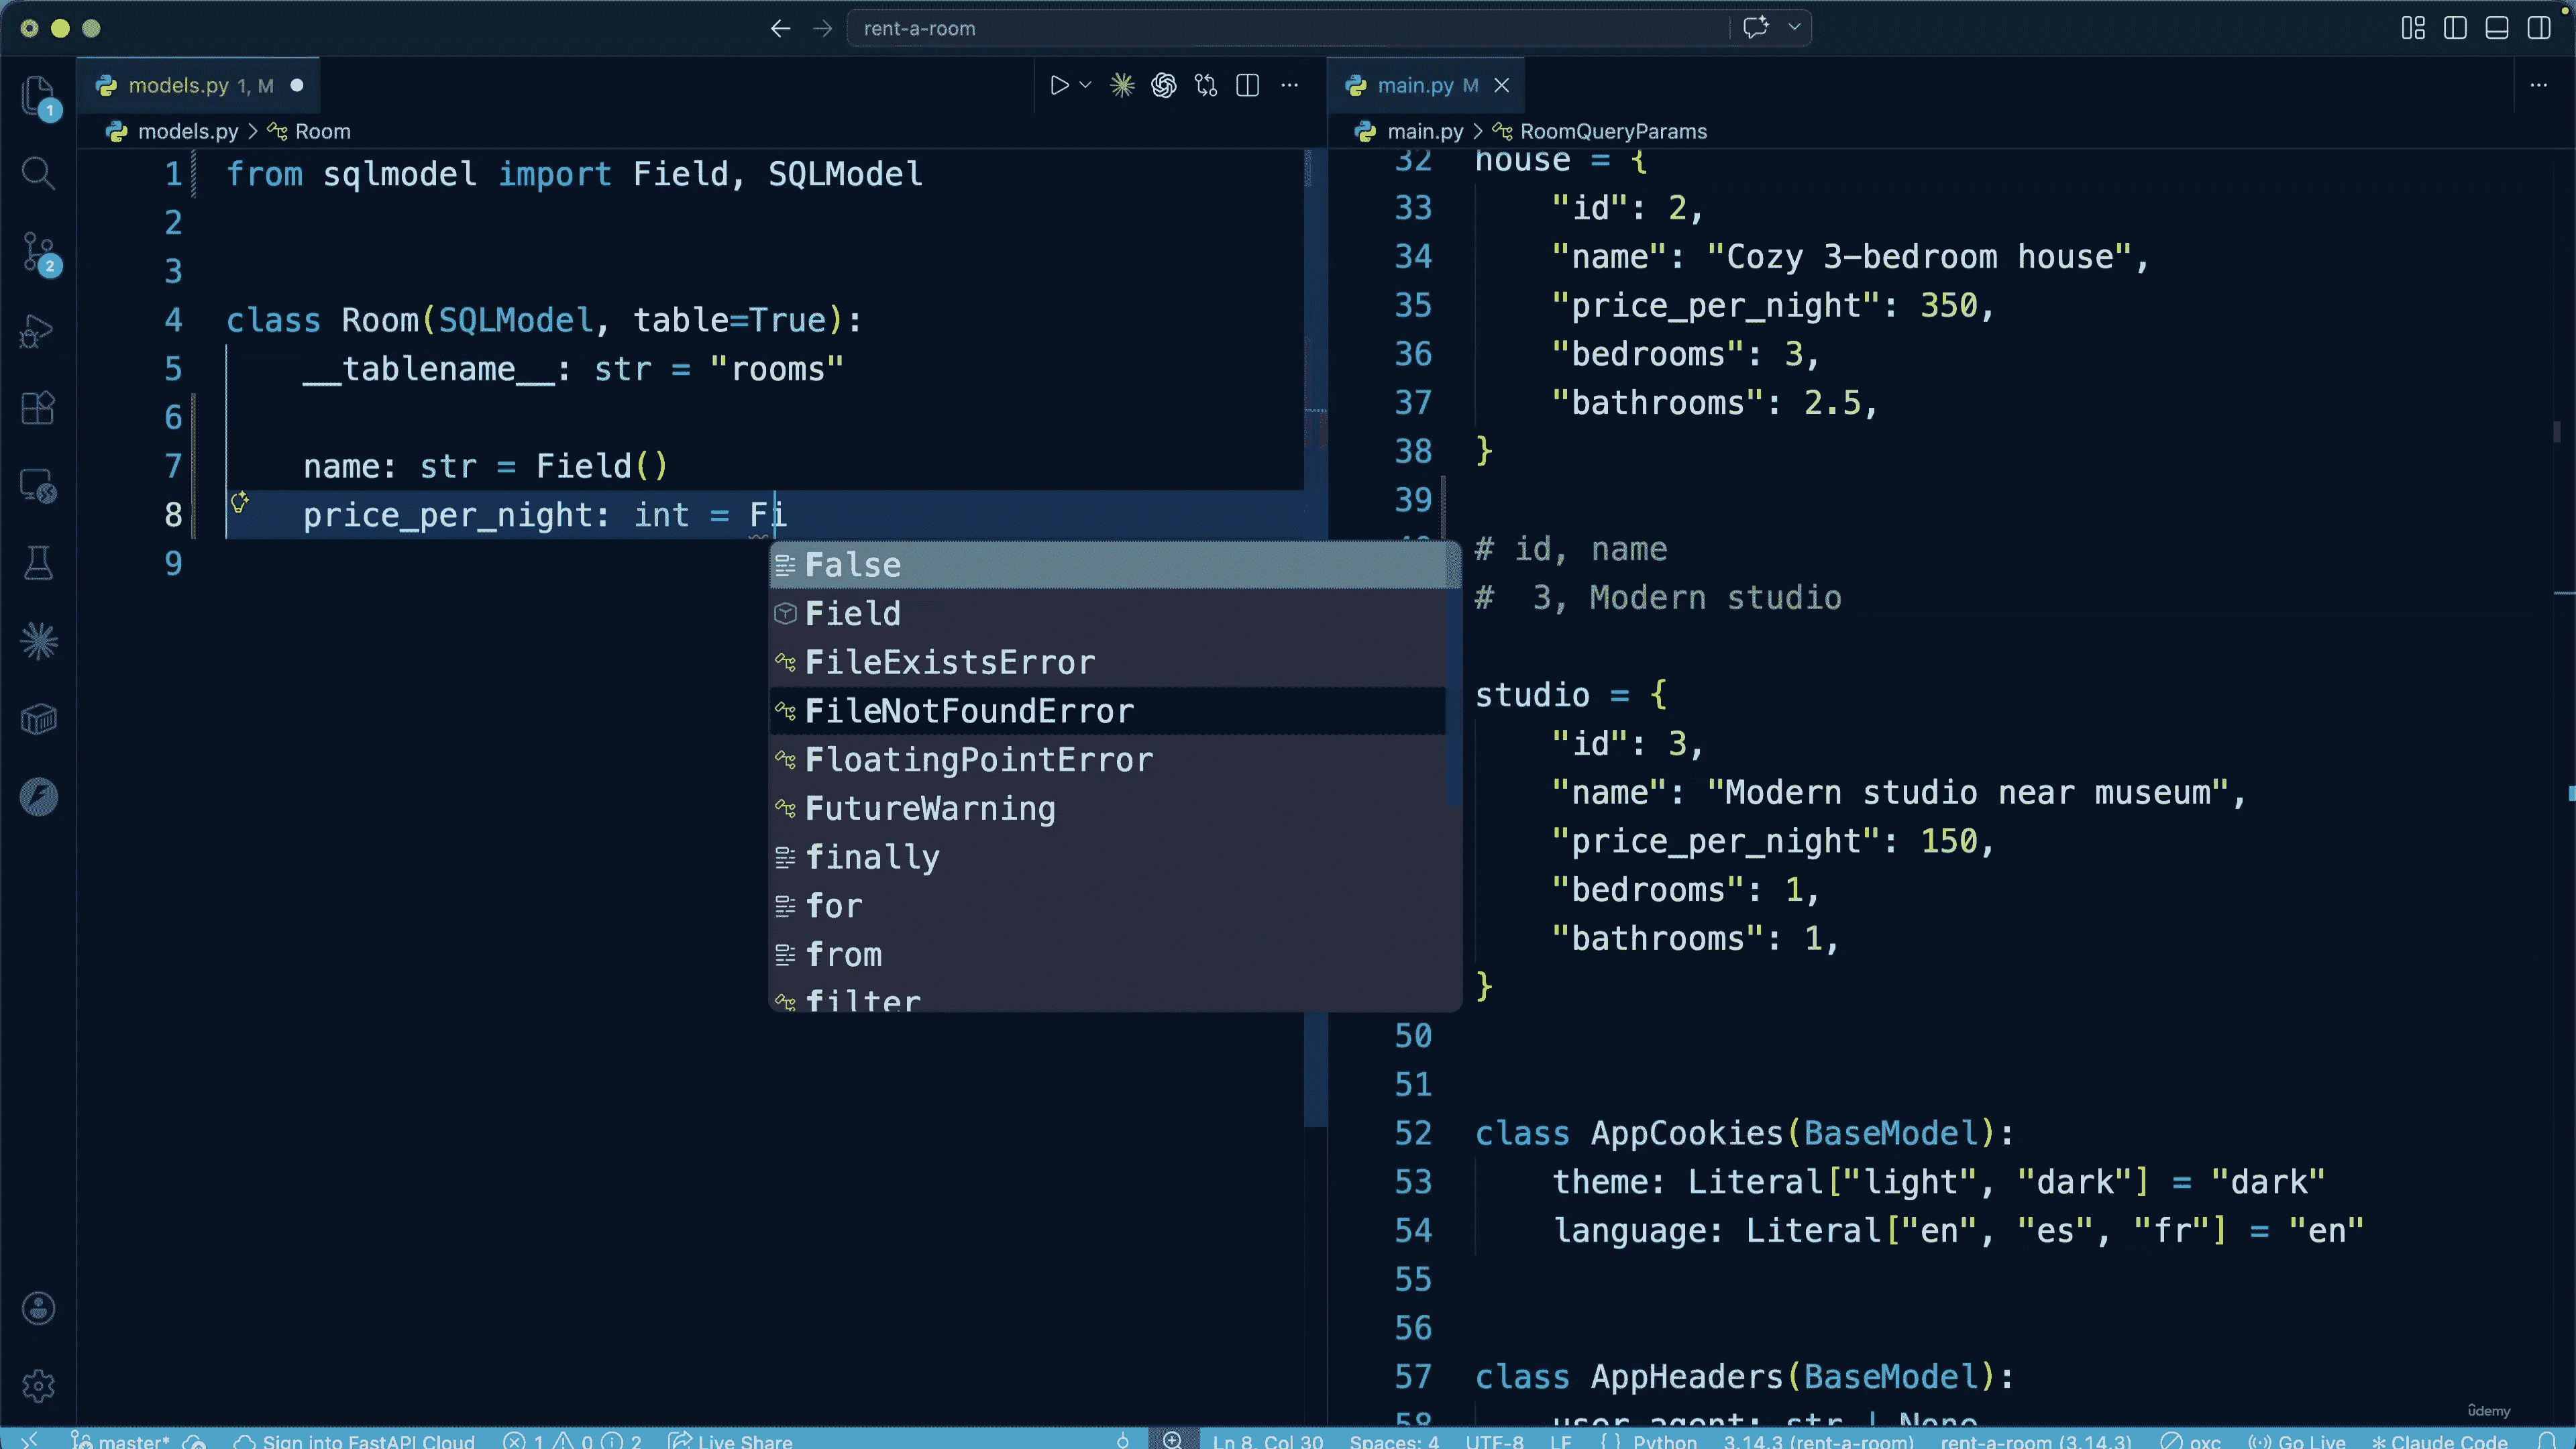 rent-a-room
models.py 1, M
main.py M
models.py > Room
main.py > RoomQueryParams
1 from sqlmodel import Field, SQLModel
2
3
4 class Room(SQLModel, table=True):
5 __tablename__: str = "rooms"
6
7 name: str = Field()
8 price_per_night: int = Fi
9
False
Field
FileExistsError
FileNotFoundError
FloatingPointError
FutureWarning
finally
for
from
filter
32 house = {
33 "id": 2,
34 "name": "Cozy 3-bedroom house",
35 "price_per_night": 350,
36 "bedrooms": 3,
37 "bathrooms": 2.5,
38 }
39
# id, name
# 3, Modern studio
studio = {
"id": 3,
"name": "Modern studio near museum",
"price_per_night": 150,
"bedrooms": 1,
"bathrooms": 1,
}
50
51
52 class AppCookies(BaseModel):
53 theme: Literal["light", "dark"] = "dark"
54 language: Literal["en", "es", "fr"] = "en"
55
56
57 class AppHeaders(BaseModel):
58 user_agent: str | None
1
2
ûdemy
master* Sign into FastAPI Cloud 1 0 2 Live Share Ln 8, Col 30 Spaces: 4 UTF-8 LF { } Python 3.14.3 (rent-a-room) rent-a-room (3.14.3) oxc Go Live Claude Code